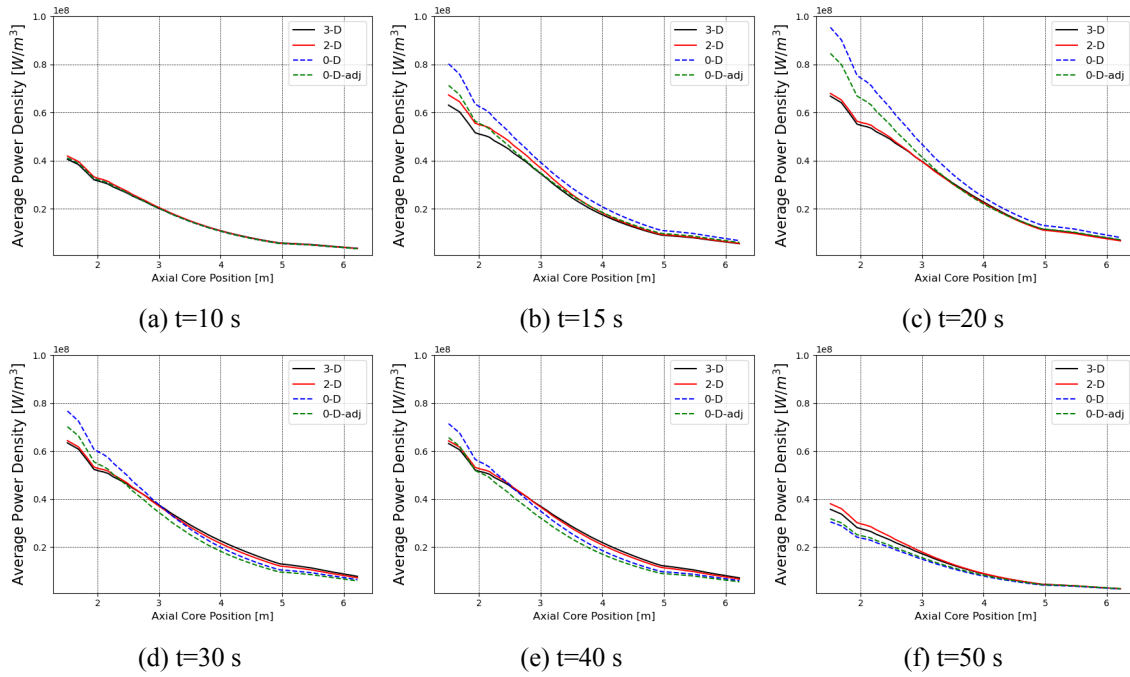 1e8
1.0
0.8
0.6
0.4
0.2
2 3 4 5 6
Average Power Density [W/m³]
Axial Core Position [m]
3-D
2-D
0-D
0-D-adj
(a) t=10 s
1e8
1.0
0.8
0.6
0.4
0.2
2 3 4 5 6
Average Power Density [W/m³]
Axial Core Position [m]
3-D
2-D
0-D
0-D-adj
(b) t=15 s
1e8
1.0
0.8
0.6
0.4
0.2
2 3 4 5 6
Average Power Density [W/m³]
Axial Core Position [m]
3-D
2-D
0-D
0-D-adj
(c) t=20 s
1e8
1.0
0.8
0.6
0.4
0.2
2 3 4 5 6
Average Power Density [W/m³]
Axial Core Position [m]
3-D
2-D
0-D
0-D-adj
(d) t=30 s
1e8
1.0
0.8
0.6
0.4
0.2
2 3 4 5 6
Average Power Density [W/m³]
Axial Core Position [m]
3-D
2-D
0-D
0-D-adj
(e) t=40 s
1e8
1.0
0.8
0.6
0.4
0.2
2 3 4 5 6
Average Power Density [W/m³]
Axial Core Position [m]
3-D
2-D
0-D
0-D-adj
(f) t=50 s